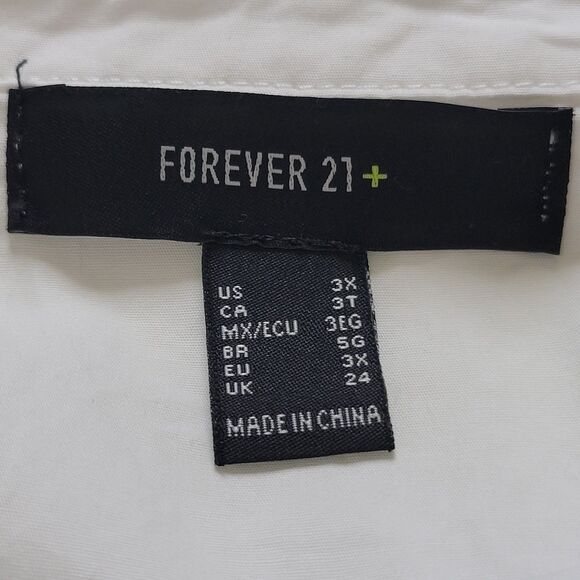 FOREVER 21+
US 3X
CA 3T
MX/ECU 3EG
BR 5G
EU 3X
UK 24
MADE IN CHINA